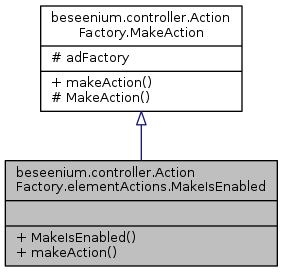 beseenium.controller.Action
Factory.MakeAction
# adFactory
+ makeAction()
# MakeAction()
beseenium.controller.Action
Factory.elementActions.MakeIsEnabled
+ MakeIsEnabled()
+ makeAction()